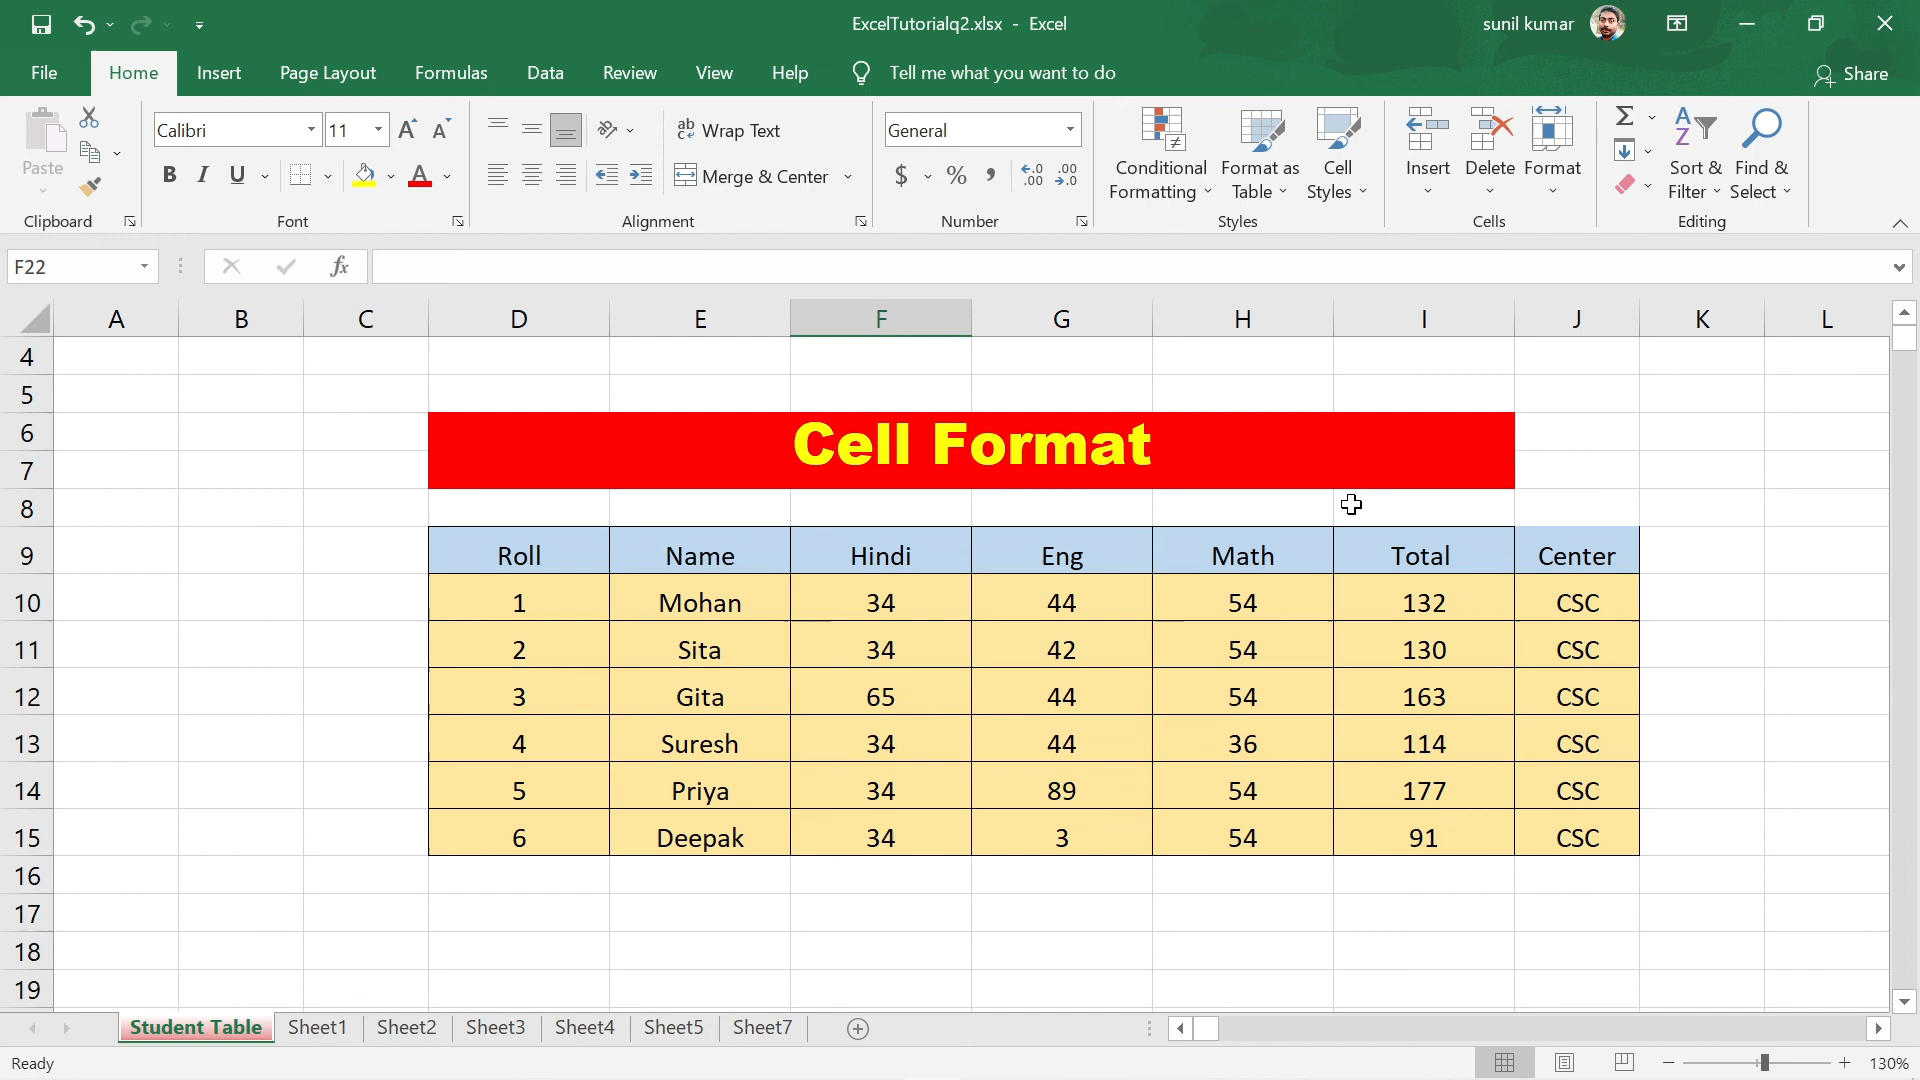 ExcelTutorialq2.xlsx - Excel
sunil kumar
File Home Insert Page Layout Formulas Data Review View Help Tell me what you want to do Share
Paste
Clipboard
Calibri 11
B I U A
Font
ab Wrap Text
Merge & Center
Alignment
General
$ % , .0 .00 .00 .0
Number
Conditional Formatting
Format as Table
Cell Styles
Styles
Insert Delete Format
Cells
Σ
Sort & Filter
Find & Select
Editing
F22 fx
A B C D E F G H I J K L
4
5
6 Cell Format
7
8
9 Roll Name Hindi Eng Math Total Center
10 1 Mohan 34 44 54 132 CSC
11 2 Sita 34 42 54 130 CSC
12 3 Gita 65 44 54 163 CSC
13 4 Suresh 34 44 36 114 CSC
14 5 Priya 34 89 54 177 CSC
15 6 Deepak 34 3 54 91 CSC
16
17
18
19
Student Table Sheet1 Sheet2 Sheet3 Sheet4 Sheet5 Sheet7
Ready 130%